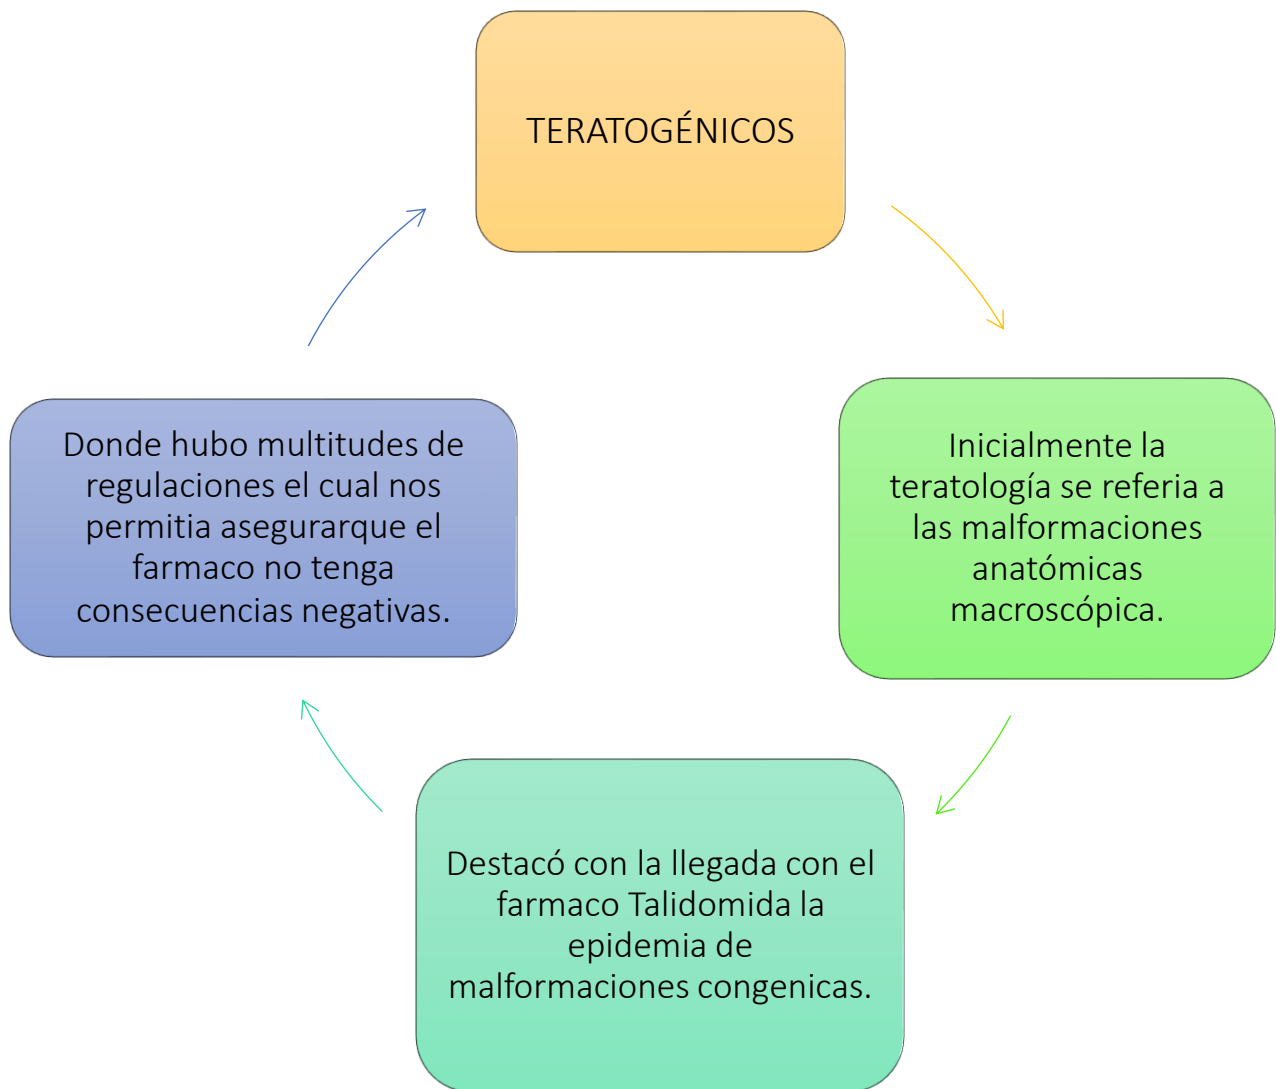 TERATOGÉNICOS
Inicialmente la
teratología se referia a
las malformaciones
anatómicas
macroscópica.
Destacó con la llegada con el
farmaco Talidomida la
epidemia de
malformaciones congenicas.
Donde hubo multitudes de
regulaciones el cual nos
permitia asegurarque el
farmaco no tenga
consecuencias negativas.